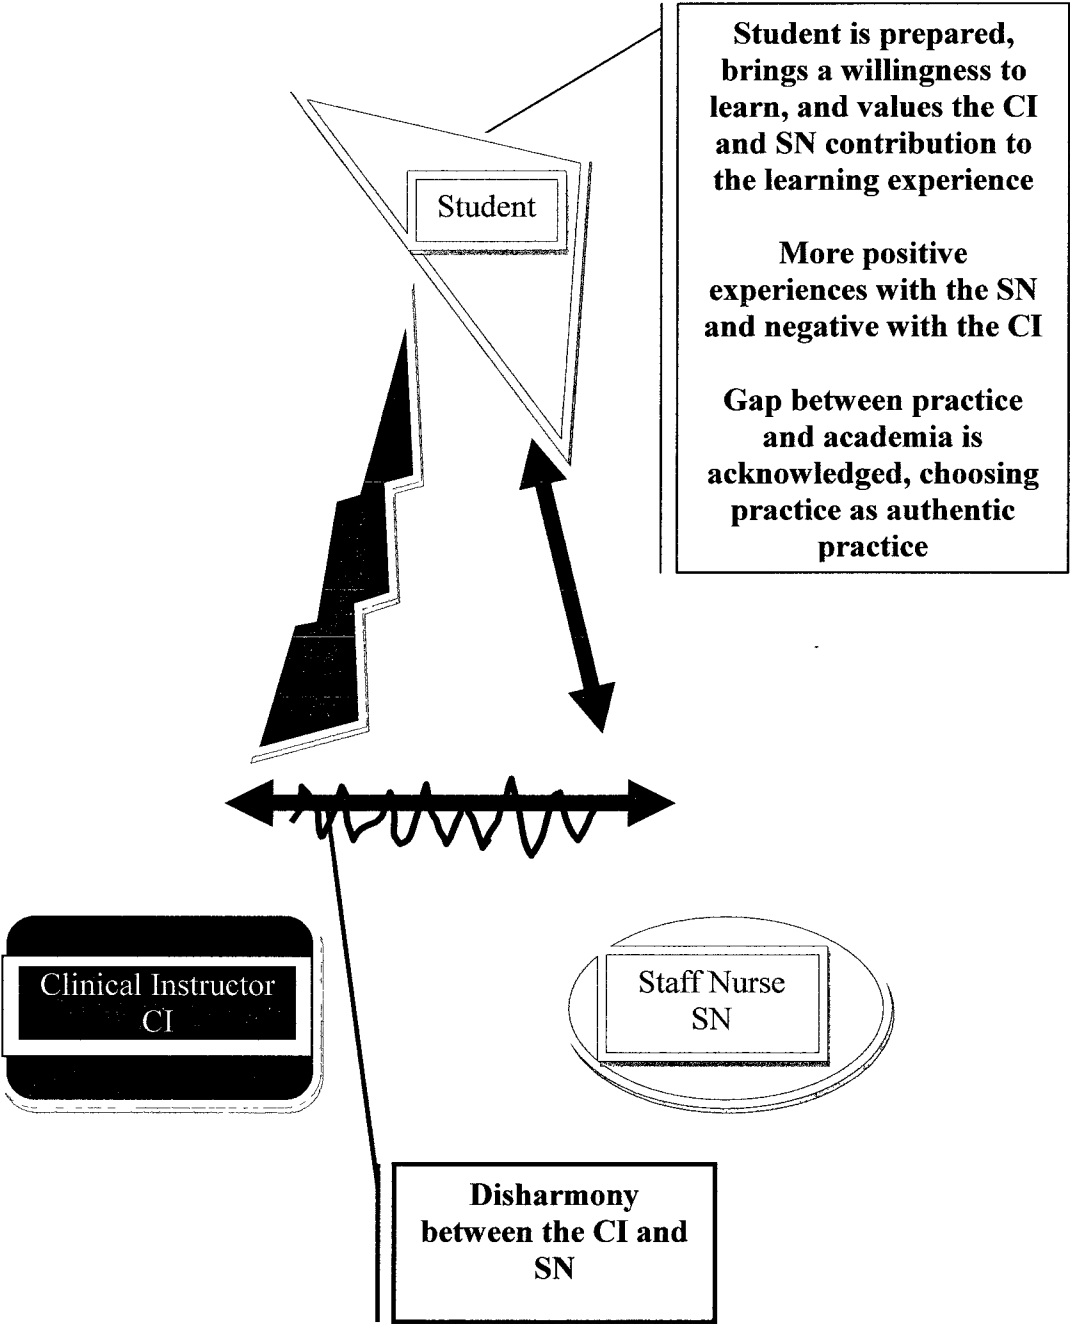 Student is prepared,
brings a willingness to
learn, and values the CI
and SN contribution to
the learning experience
More positive
experiences with the SN
and negative with the CI
Gap between practice
and academia is
acknowledged, choosing
practice as authentic
practice
Student
Clinical Instructor
CI
Staff Nurse
SN
Disharmony
between the CI and
SN